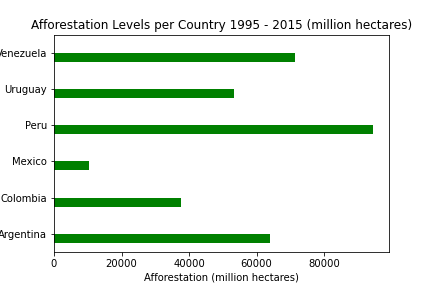 Afforestation Levels per Country 1995 - 2015 (million hectares)
Venezuela
Uruguay
Peru
Mexico
Colombia
Argentina
0 20000 40000 60000 80000
Afforestation (million hectares)